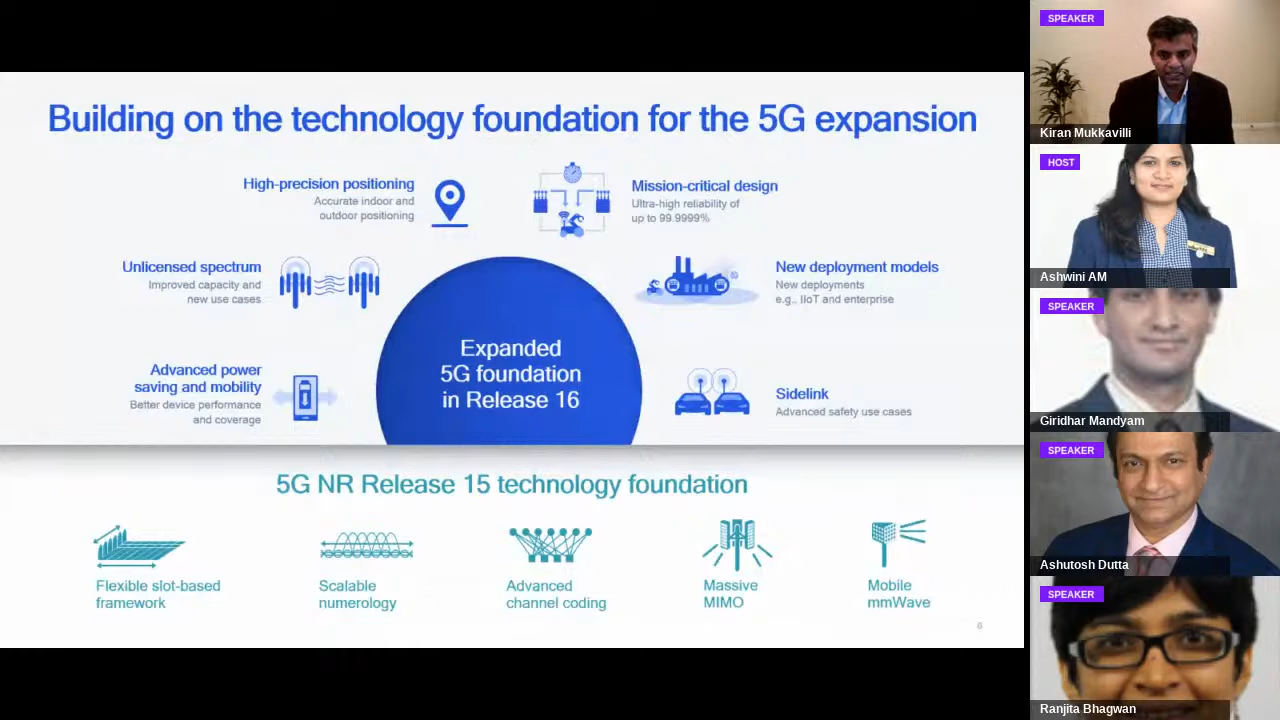 Building on the technology foundation for the 5G expansion
High-precision positioning
Accurate indoor and
outdoor positioning
Mission-critical design
Ultra-high reliability of
up to 99.9999%
Unlicensed spectrum
Improved capacity and
new use cases
New deployment models
New deployments
e.g., IIoT and enterprise
Advanced power
saving and mobility
Better device performance
and coverage
Expanded
5G foundation
in Release 16
Sidelink
Advanced safety use cases
5G NR Release 15 technology foundation
Flexible slot-based
framework
Scalable
numerology
Advanced
channel coding
Massive
MIMO
Mobile
mmWave
6
SPEAKER
Kiran Mukkavilli
HOST
Ashwini AM
SPEAKER
Giridhar Mandyam
SPEAKER
Ashutosh Dutta
SPEAKER
Ranjita Bhagwan